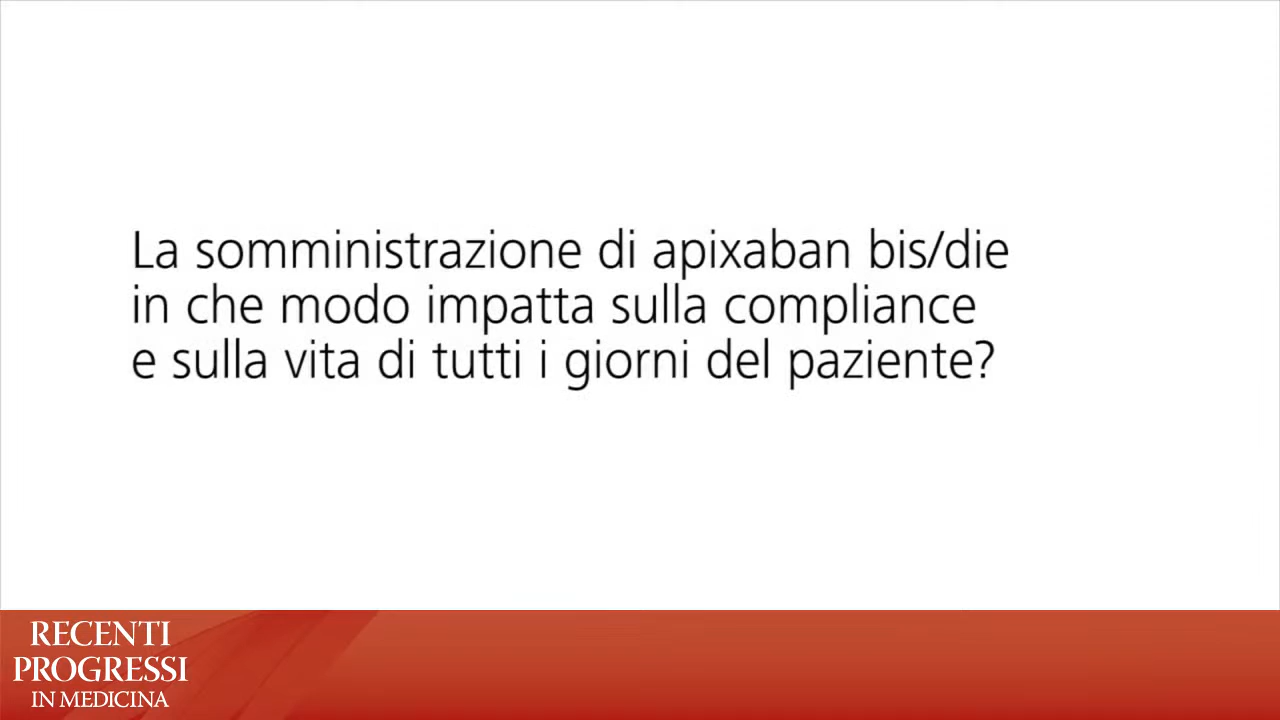 La somministrazione di apixaban bis/die
in che modo impatta sulla compliance
e sulla vita di tutti i giorni del paziente?
RECENTI
PROGRESSI
IN MEDICINA